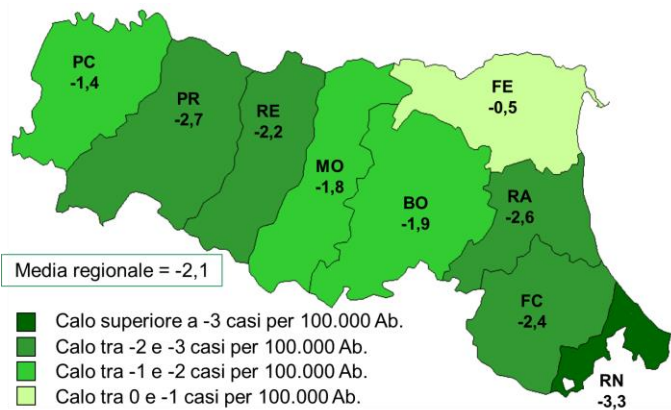 PC
-1,4
PR
-2,7
RE
-2,2
MO
-1,8
BO
-1,9
FE
-0,5
RA
-2,6
FC
-2,4
RN
-3,3
Media regionale = -2,1
Calo superiore a -3 casi per 100.000 Ab.
Calo tra -2 e -3 casi per 100.000 Ab.
Calo tra -1 e -2 casi per 100.000 Ab.
Calo tra 0 e -1 casi per 100.000 Ab.